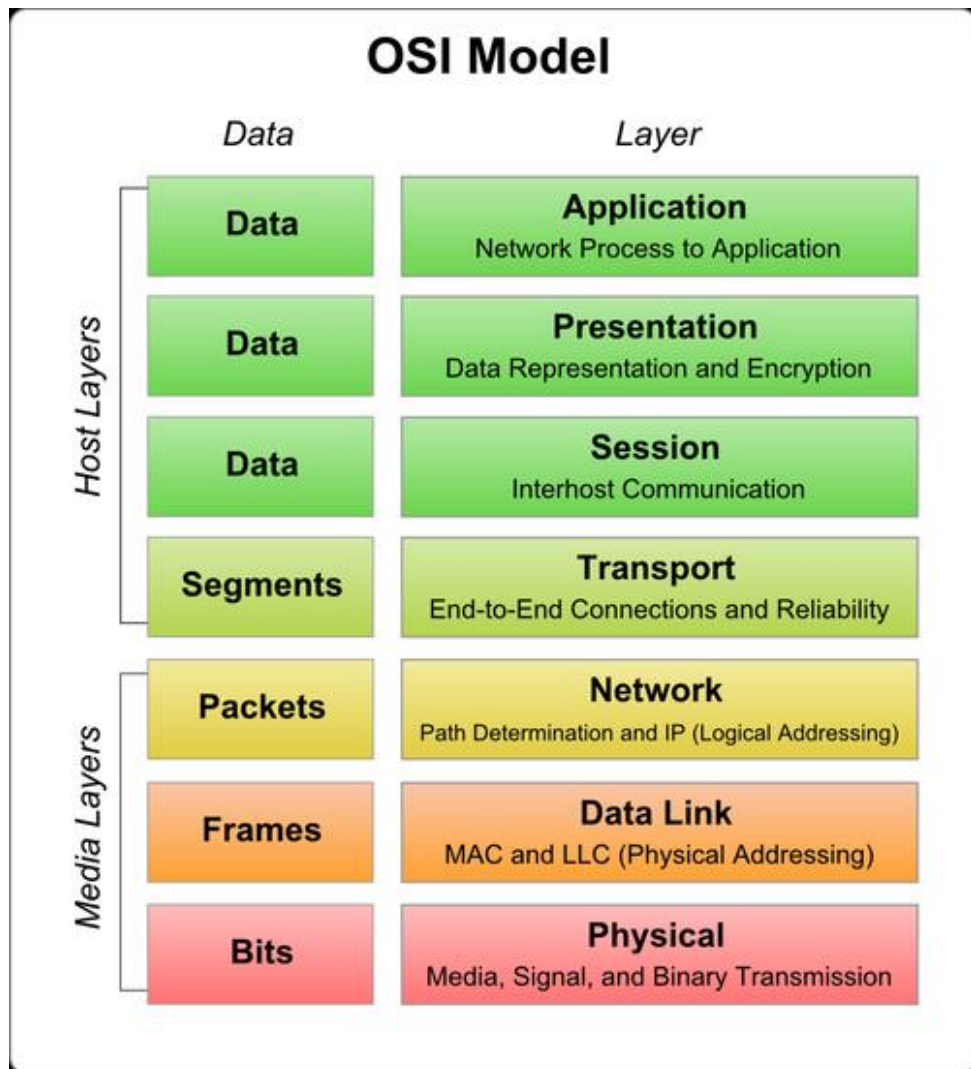 OSI Model
Data Layer
Host Layers
Data
Application
Network Process to Application
Data
Presentation
Data Representation and Encryption
Data
Session
Interhost Communication
Segments
Transport
End-to-End Connections and Reliability
Media Layers
Packets
Network
Path Determination and IP (Logical Addressing)
Frames
Data Link
MAC and LLC (Physical Addressing)
Bits
Physical
Media, Signal, and Binary Transmission